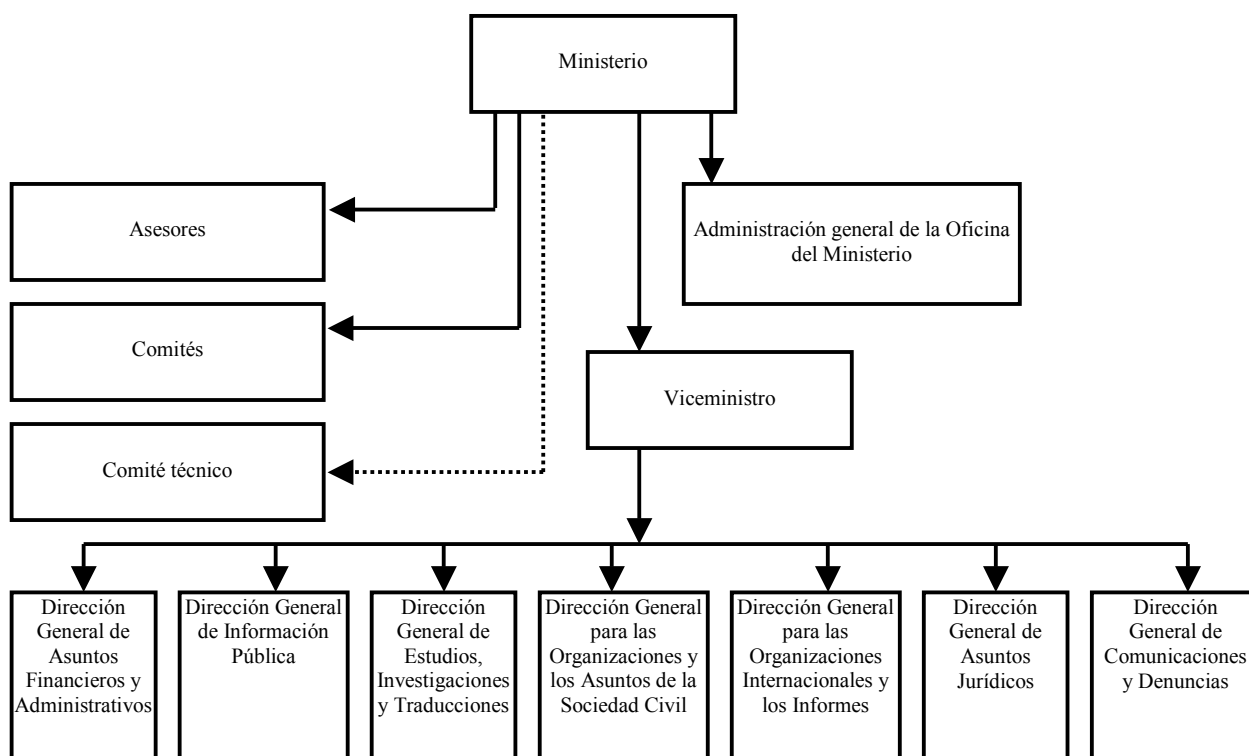 Ministerio
Asesores
Administración general de la Oficina
del Ministerio
Comités
Viceministro
Comité técnico
Dirección
General de
Asuntos
Financieros y
Administrativos
Dirección General
de Información
Pública
Dirección
General de
Estudios,
Investigaciones
y Traducciones
Dirección General
para las
Organizaciones y
los Asuntos de la
Sociedad Civil
Dirección General
para las
Organizaciones
Internacionales y
los Informes
Dirección
General de
Asuntos
Jurídicos
Dirección
General de
Comunicaciones
y Denuncias